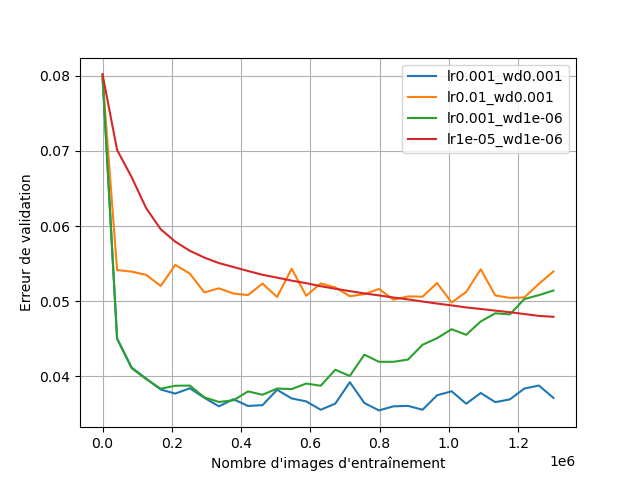 lr0.001_wd0.001
lr0.01_wd0.001
lr0.001_wd1e-06
lr1e-05_wd1e-06
0.08
0.07
0.06
0.05
0.04
Erreur de validation
0.0 0.2 0.4 0.6 0.8 1.0 1.2
1e6
Nombre d'images d'entraînement